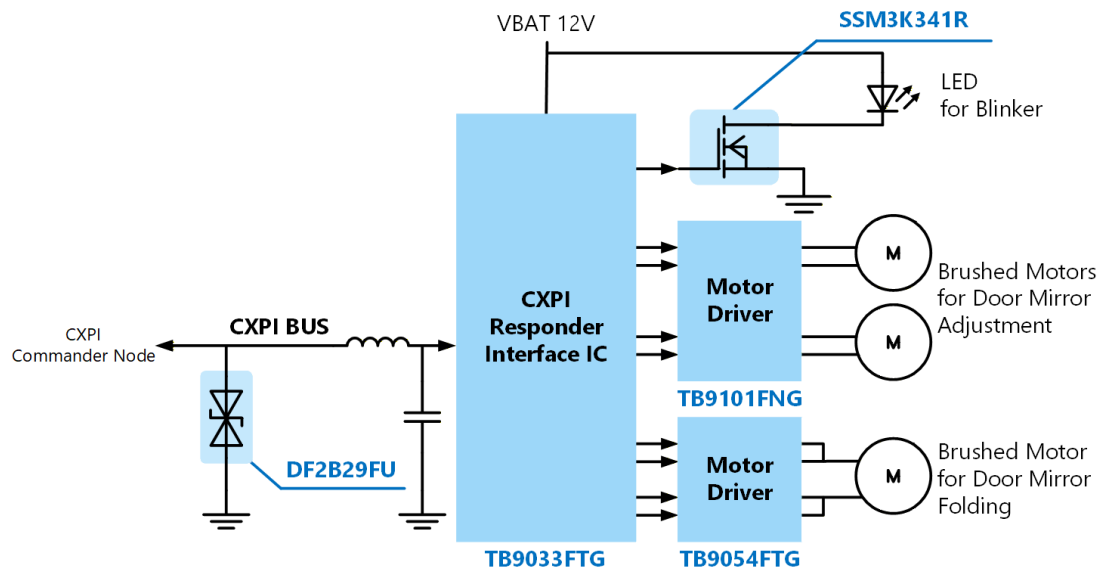 SSM3K341R
VBAT 12V
LED
for Blinker
CXPI
Responder
Interface IC
Motor
Driver
M
M
Brushed Motors
for Door Mirror
Adjustment
CXPI BUS
CXPI
Commander Node
TB9101FNG
DF2B29FU
Motor
Driver
M
Brushed Motor
for Door Mirror
Folding
TB9033FTG
TB9054FTG